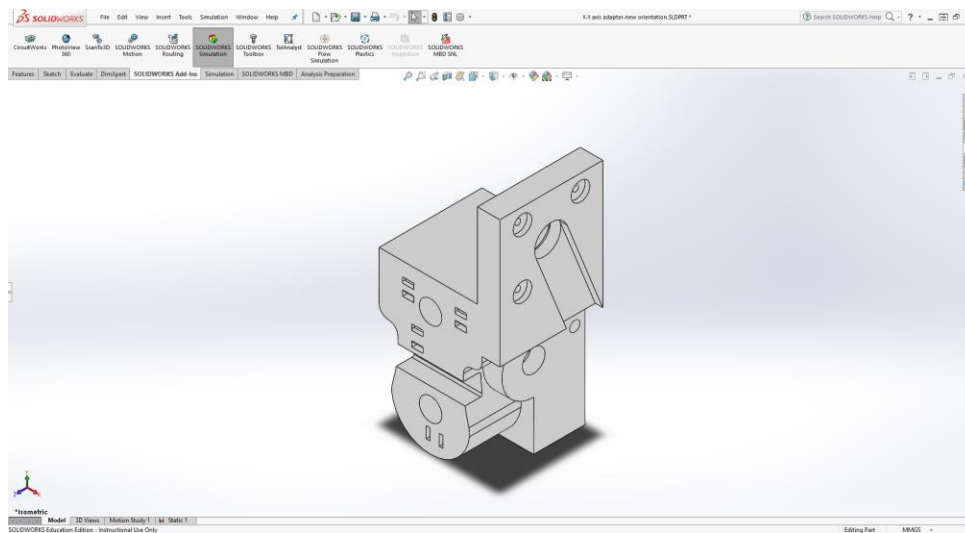 SOLIDWORKS File Edit View Insert Tools Simulation Window Help X-Y axis adapter-new orientation.SLDPRT * Search SOLIDWORKS Help
CircuitWorks PhotoView 360 ScanTo3D SOLIDWORKS Motion SOLIDWORKS Routing SOLIDWORKS Simulation SOLIDWORKS Toolbox TolAnalyst SOLIDWORKS Flow Simulation SOLIDWORKS Plastics SOLIDWORKS Inspection SOLIDWORKS MBD SNL
Features Sketch Evaluate DimXpert SOLIDWORKS Add-Ins Simulation SOLIDWORKS MBD Analysis Preparation
*Isometric
Model 3D Views Motion Study 1 Static 1
SOLIDWORKS Education Edition - Instructional Use Only Editing Part MMGS